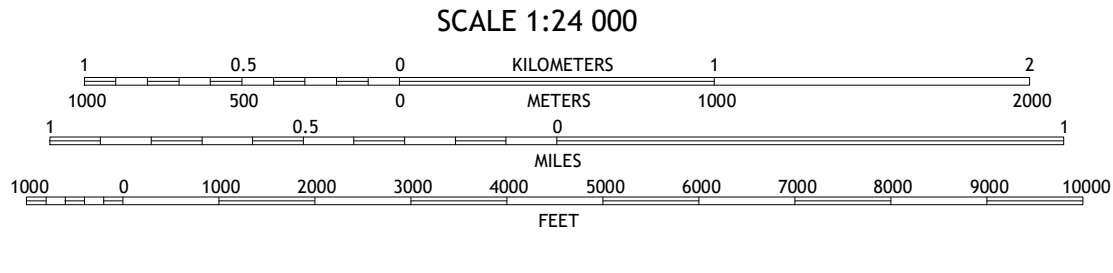 SCALE 1:24 000
1 0.5 0 KILOMETERS 1 2
1000 500 0 METERS 1000 2000
1 0.5 0 1
MILES
1000 0 1000 2000 3000 4000 5000 6000 7000 8000 9000 10000
FEET